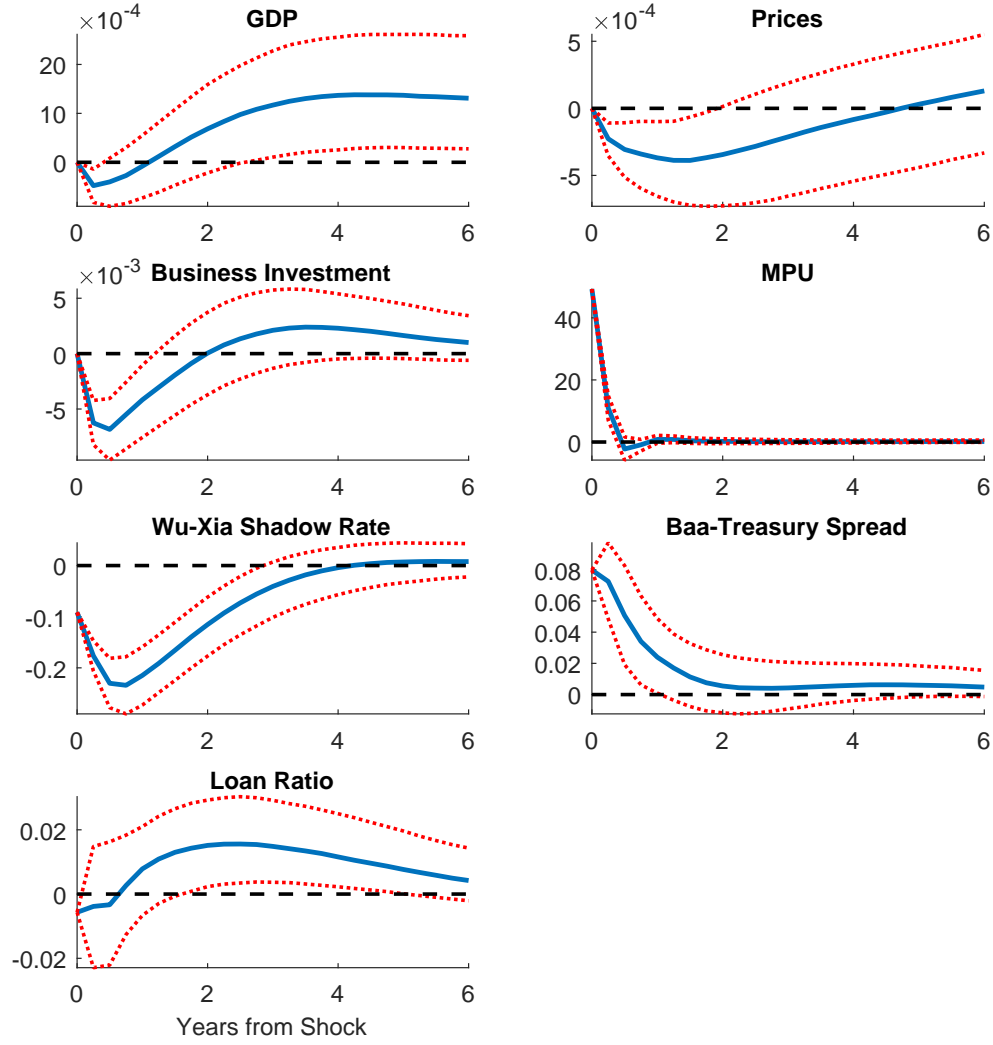 ×10⁻⁴ GDP
20
10
0
0 2 4 6
×10⁻⁴ Prices
5
0
-5
0 2 4 6
×10⁻³ Business Investment
5
0
-5
0 2 4 6
MPU
40
20
0
0 2 4 6
Wu-Xia Shadow Rate
0
-0.1
-0.2
0 2 4 6
Baa-Treasury Spread
0.08
0.06
0.04
0.02
0
0 2 4 6
Loan Ratio
0.02
0
-0.02
0 2 4 6
Years from Shock